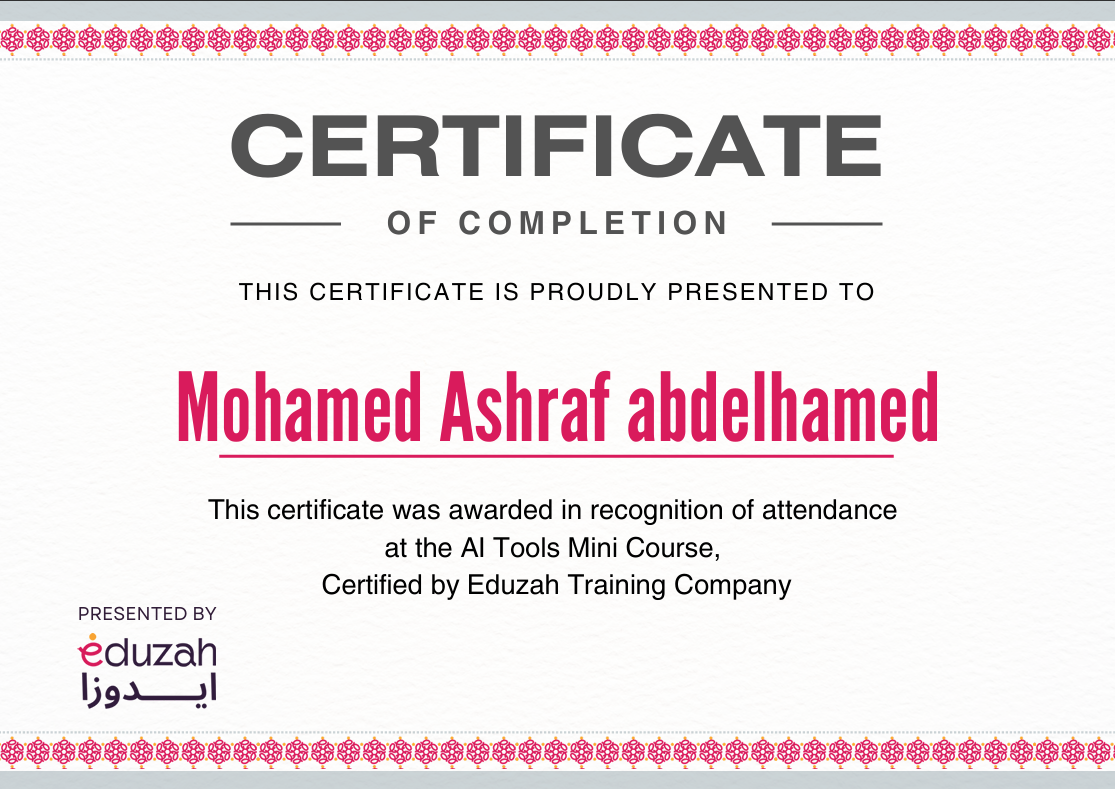 CERTIFICATE
OF COMPLETION
THIS CERTIFICATE IS PROUDLY PRESENTED TO
Mohamed Ashraf abdelhamed
This certificate was awarded in recognition of attendance
at the AI Tools Mini Course,
Certified by Eduzah Training Company
PRESENTED BY
eduzah
ايـــدوزا